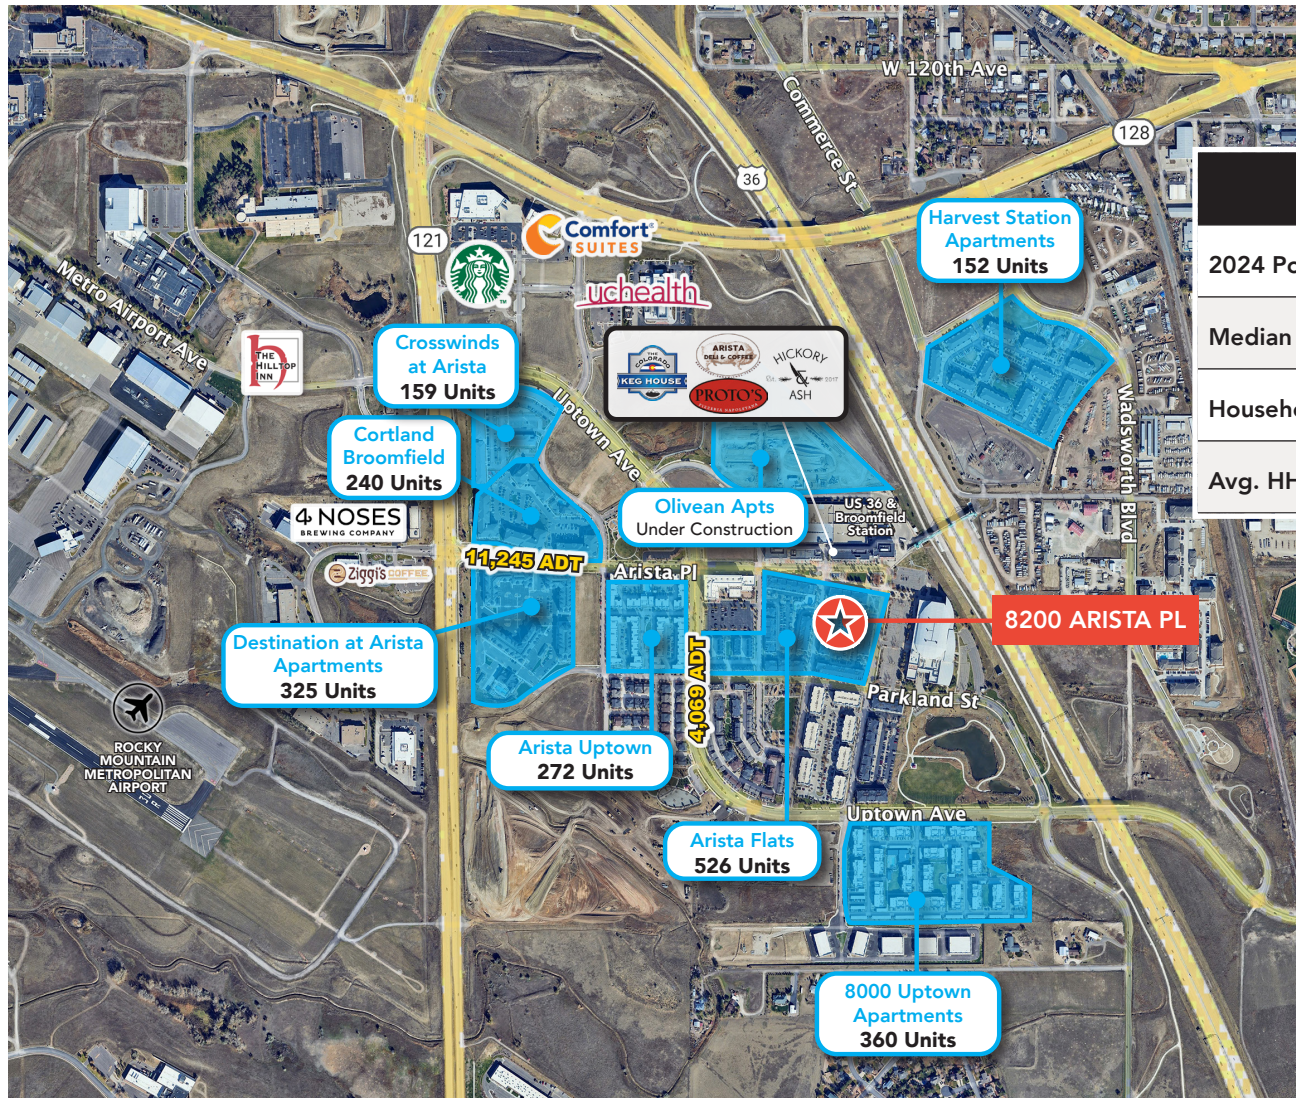 W 120th Ave
Commerce St
128
36
121
Harvest Station
Apartments
152 Units
2024 Po
Median
Househo
Avg. HH
Comfort
SUITES
uchealth
Metro Airport Ave
THE
HILLTOP
INN
Crosswinds
at Arista
159 Units
THE
COLORADO
KEG HOUSE
ARISTA
DELI & COFFEE
PROTO'S
PIZZERIA NAPOLETANA
HICKORY
&
EST. 2017
ASH
Uptown Ave
Wadsworth Blvd
Cortland
Broomfield
240 Units
4 NOSES
BREWING COMPANY
Olivean Apts
Under Construction
US 36 &
Broomfield
Station
11,245 ADT
Arista Pl
Ziggi's COFFEE
8200 ARISTA PL
Destination at Arista
Apartments
325 Units
4,069 ADT
Parkland St
ROCKY
MOUNTAIN
METROPOLITAN
AIRPORT
Arista Uptown
272 Units
Uptown Ave
Arista Flats
526 Units
8000 Uptown
Apartments
360 Units